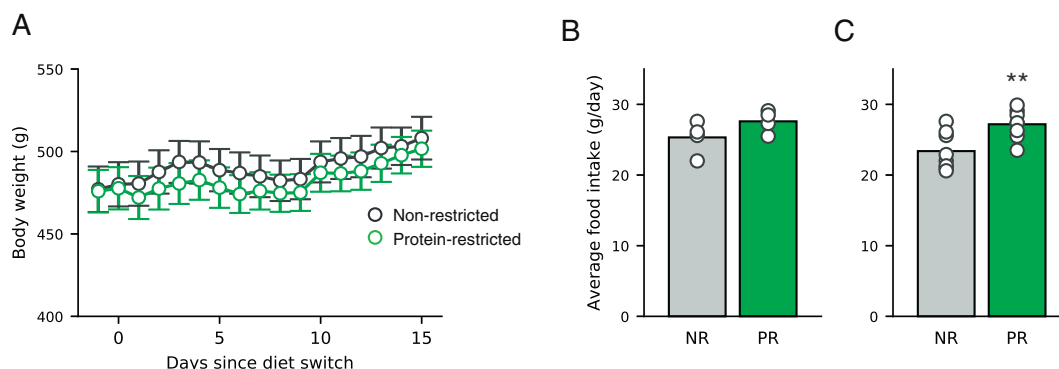 A
Body weight (g)
550
500
450
400
0
5
10
15
Days since diet switch
Non-restricted
Protein-restricted
B
Average food intake (g/day)
30
20
10
0
NR
PR
C
**
30
20
10
0
NR
PR